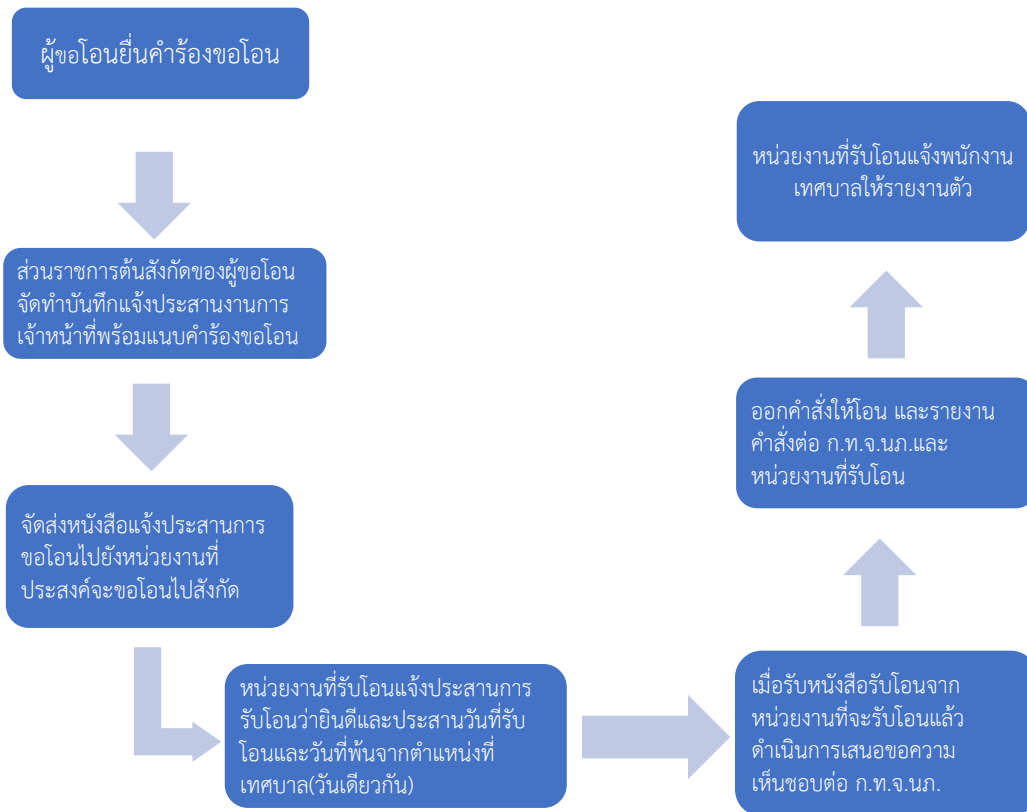 ผู้ขอโอนยื่นคำร้องขอโอน
ส่วนราชการต้นสังกัดของผู้ขอโอน
จัดทำบันทึกแจ้งประสานงานการ
เจ้าหน้าที่พร้อมแนบคำร้องขอโอน
จัดส่งหนังสือแจ้งประสานการ
ขอโอนไปยังหน่วยงานที่
ประสงค์จะขอโอนไปสังกัด
หน่วยงานที่รับโอนแจ้งประสานการ
รับโอนว่ายินดีและประสานวันที่รับ
โอนและวันที่พ้นจากตำแหน่งที่
เทศบาล(วันเดียวกัน)
เมื่อรับหนังสือรับโอนจาก
หน่วยงานที่จะรับโอนแล้ว
ดำเนินการเสนอขอความ
เห็นชอบต่อ ก.ท.จ.นภ.
ออกคำสั่งให้โอน และรายงาน
คำสั่งต่อ ก.ท.จ.นภ.และ
หน่วยงานที่รับโอน
หน่วยงานที่รับโอนแจ้งพนักงาน
เทศบาลให้รายงานตัว